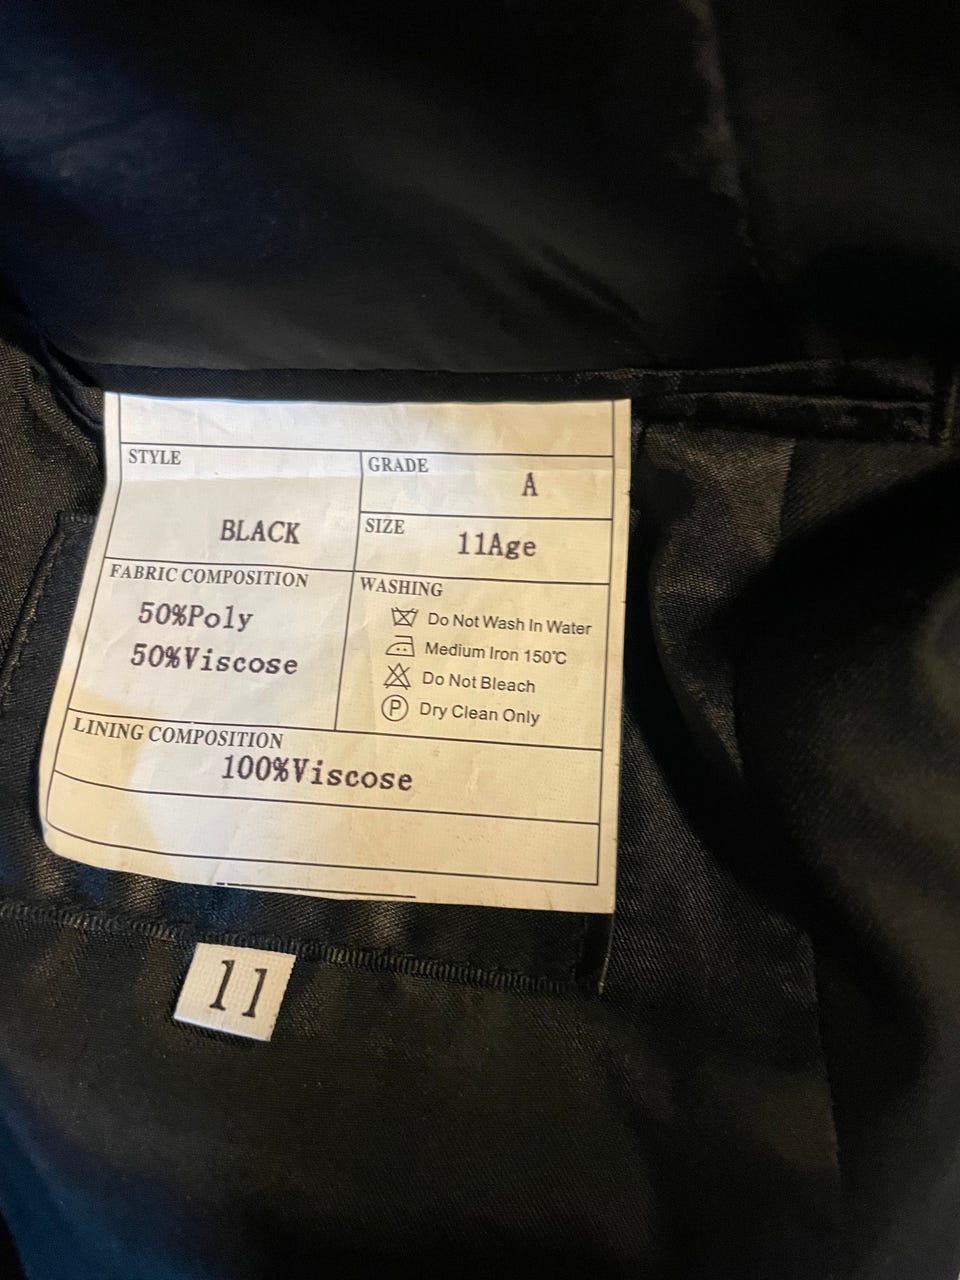 STYLE
BLACK
GRADE
A
SIZE
11Age
FABRIC COMPOSITION
50%Poly
50%Viscose
WASHING
Do Not Wash In Water
Medium Iron 150℃
Do Not Bleach
P Dry Clean Only
LINING COMPOSITION
100%Viscose
11